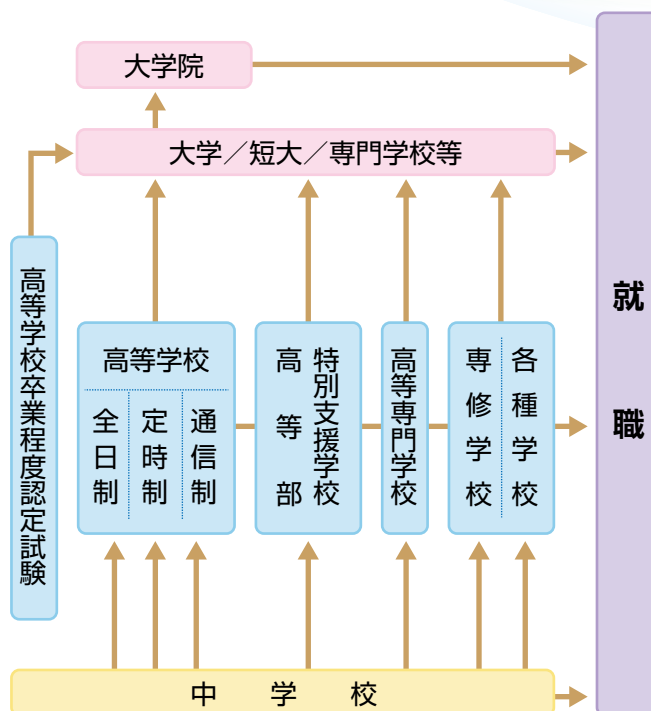 大学院
大学／短大／専門学校等
高等学校卒業程度認定試験
高等学校
全日制
定時制
通信制
特別支援学校
高等部
高等専門学校
専修学校
各種学校
中学校
就職